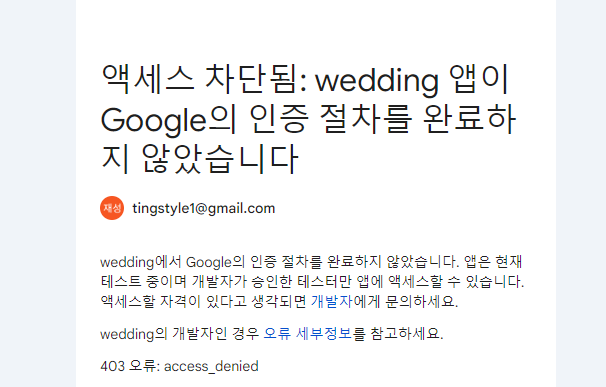 액세스 차단됨: wedding 앱이
Google의 인증 절차를 완료하
지 않았습니다
재성 tingstyle1@gmail.com
wedding에서 Google의 인증 절차를 완료하지 않았습니다. 앱은 현재
테스트 중이며 개발자가 승인한 테스터만 앱에 액세스할 수 있습니다.
액세스할 자격이 있다고 생각되면 개발자에게 문의하세요.
wedding의 개발자인 경우 오류 세부정보를 참고하세요.
403 오류: access_denied